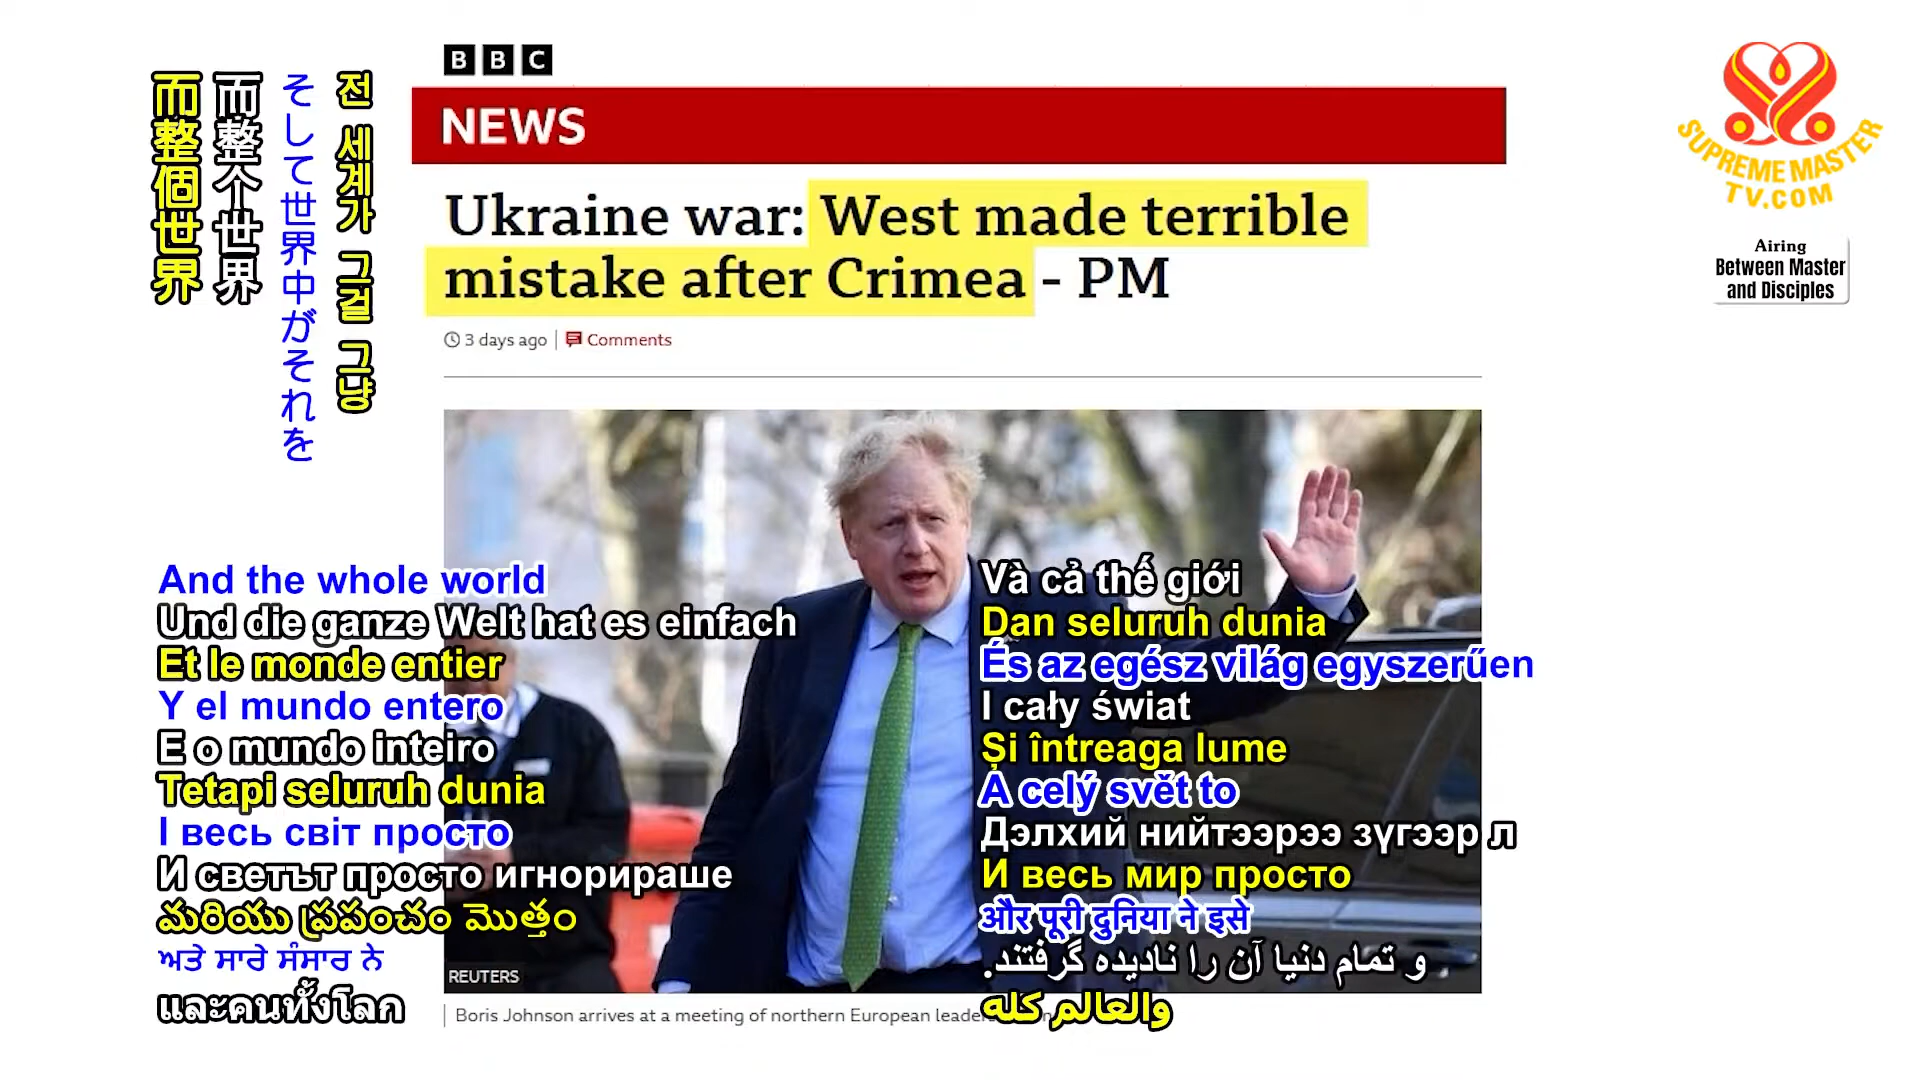 BBC
NEWS
Ukraine war: West made terrible
mistake after Crimea - PM
3 days ago
Comments
而整個世界
而整个世界
そして世界中がそれを
전 세계가 그걸 그냥
SUPREME MASTER
TV.COM
Airing
Between Master
and Disciples
And the whole world
Und die ganze Welt hat es einfach
Et le monde entier
Y el mundo entero
E o mundo inteiro
Tetapi seluruh dunia
І весь світ просто
И светът просто игнорираше
మరియు ప్రపంచం మొత్తం
ਅਤੇ ਸਾਰੇ ਸੰਸਾਰ ਨੇ
และคนทั้งโลก
Và cả thế giới
Dan seluruh dunia
És az egész világ egyszerűen
I cały świat
Și întreaga lume
A celý svět to
Дэлхий нийтээрээ зүгээр л
И весь мир просто
और पूरी दुनिया ने इसे
و تمام دنیا آن را نادیده گرفتند.
والعالم كله
REUTERS
Boris Johnson arrives at a meeting of northern European leader